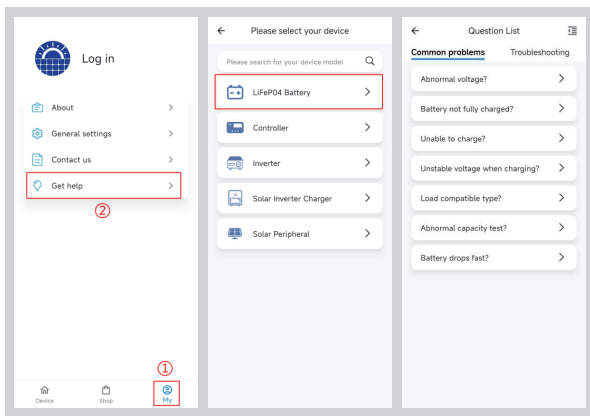 Log in
About
General settings
Contact us
Get help
②
①
Device
Shop
My
Please select your device
Please search for your device model
LiFeP04 Battery
Controller
Inverter
Solar Inverter Charger
Solar Peripheral
Question List
Common problems Troubleshooting
Abnormal voltage?
Battery not fully charged?
Unable to charge?
Unstable voltage when charging?
Load compatible type?
Abnormal capacity test?
Battery drops fast?